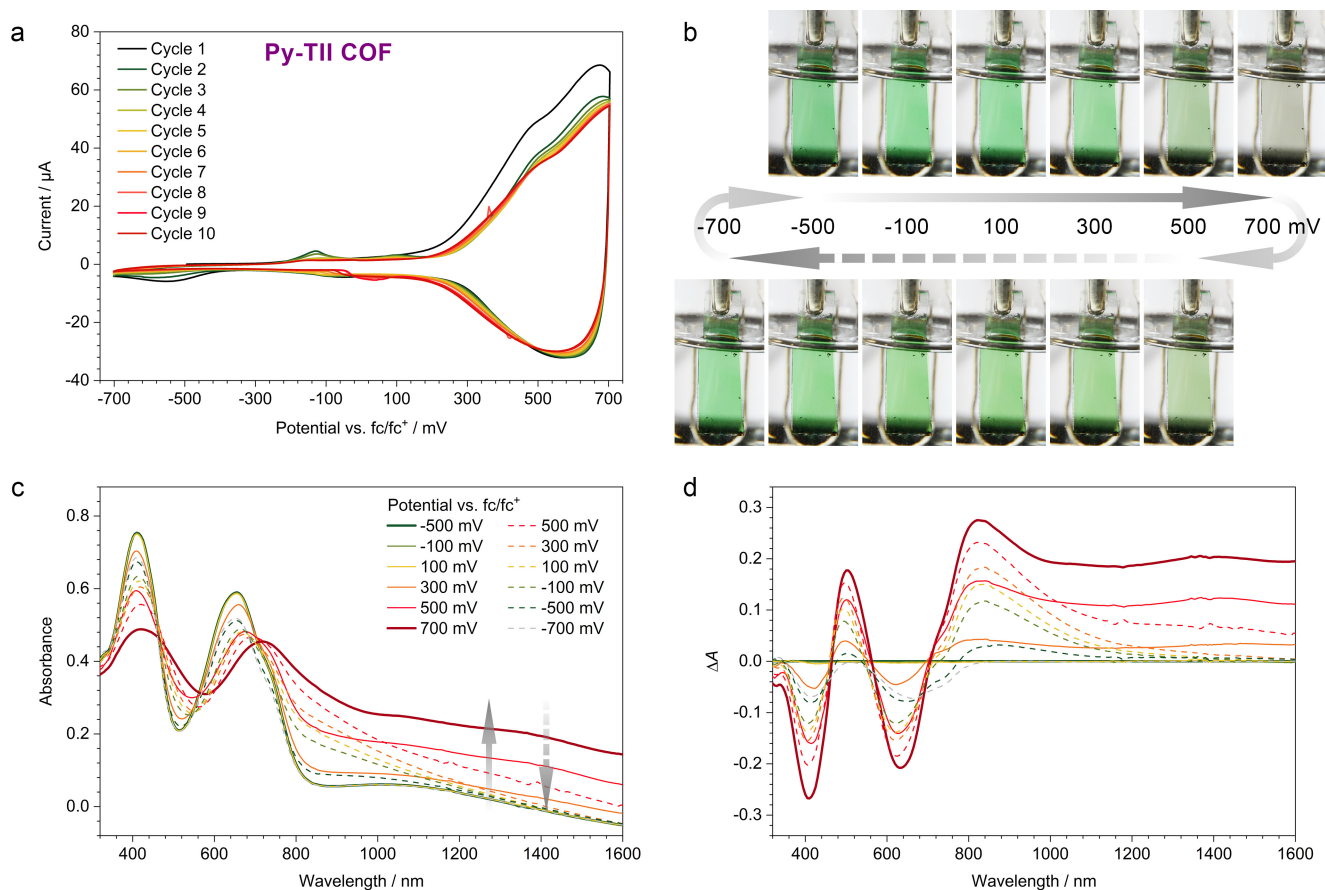 a
Py-TII COF
80
60
40
20
0
-20
-40
Current / µA
Cycle 1
Cycle 2
Cycle 3
Cycle 4
Cycle 5
Cycle 6
Cycle 7
Cycle 8
Cycle 9
Cycle 10
-700 -500 -300 -100 100 300 500 700
Potential vs. fc/fc⁺ / mV
b
-700 -500 -100 100 300 500 700 mV
c
0.8
0.6
0.4
0.2
0.0
Absorbance
Potential vs. fc/fc⁺
-500 mV 500 mV
-100 mV 300 mV
100 mV 100 mV
300 mV -100 mV
500 mV -500 mV
700 mV -700 mV
400 600 800 1000 1200 1400 1600
Wavelength / nm
d
0.3
0.2
0.1
0.0
-0.1
-0.2
-0.3
ΔA
400 600 800 1000 1200 1400 1600
Wavelength / nm